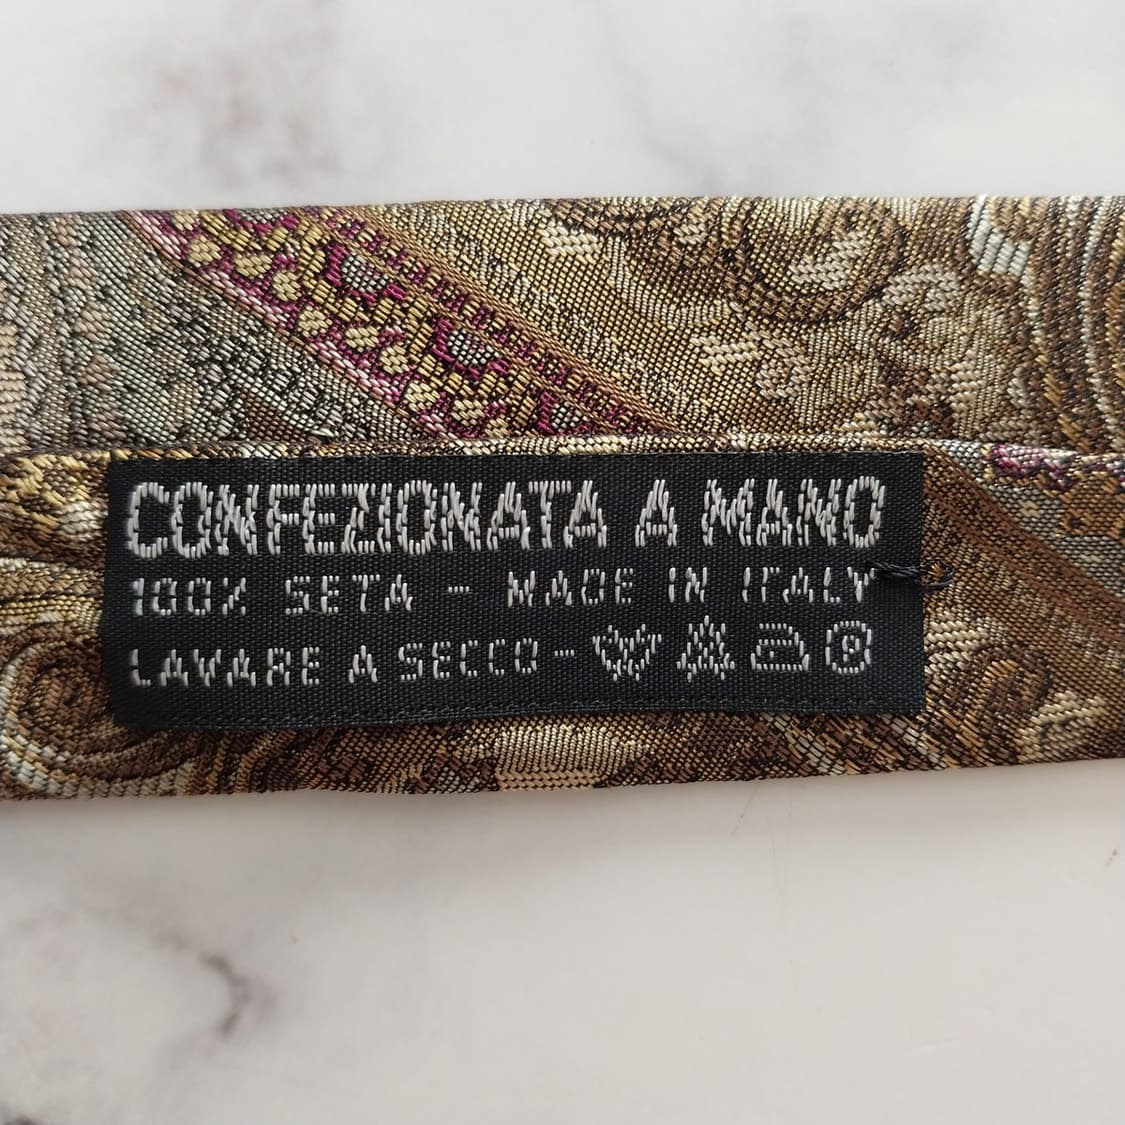 CONFEZIONATA A MANO
100% SETA - MADE IN ITALY
LAVARE A SECCO - P